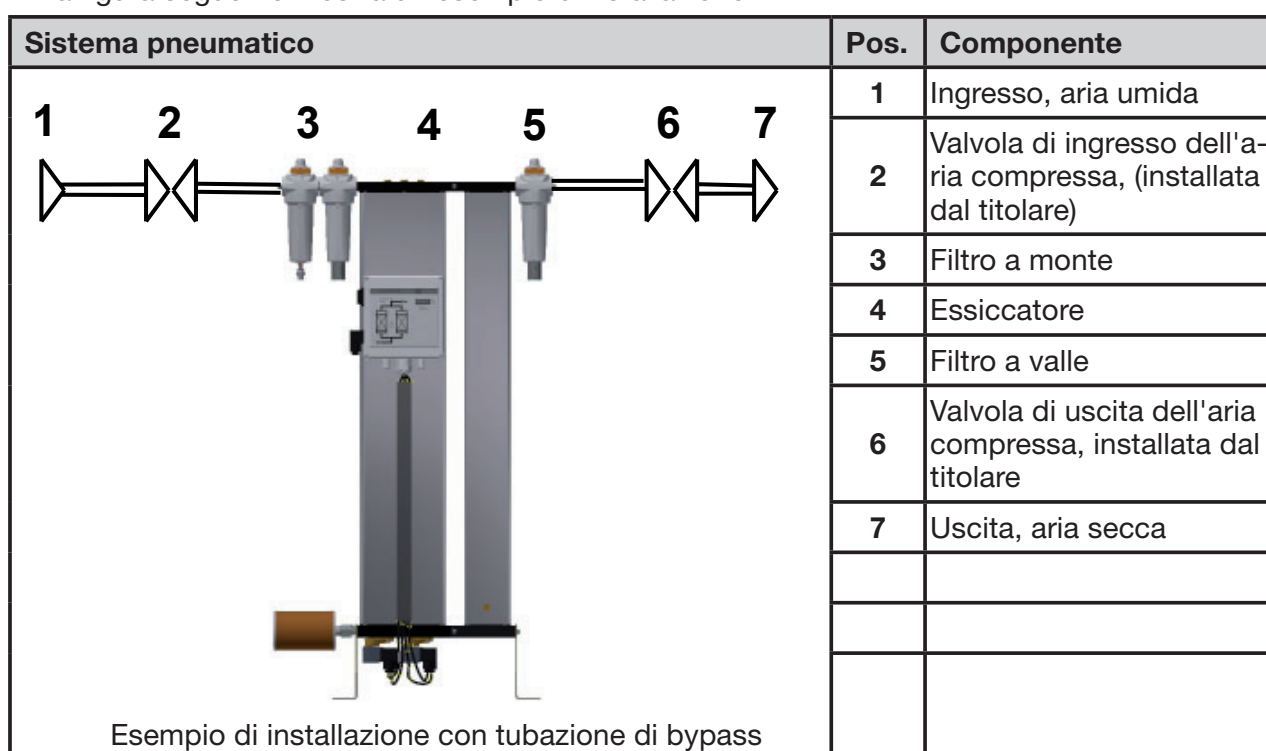 Sistema pneumatico
Pos.
Componente
1 2 3 4 5 6 7
1
Ingresso, aria umida
2
Valvola di ingresso dell'a-
ria compressa, (installata
dal titolare)
3
Filtro a monte
4
Essiccatore
5
Filtro a valle
6
Valvola di uscita dell'aria
compressa, installata dal
titolare
7
Uscita, aria secca
Esempio di installazione con tubazione di bypass